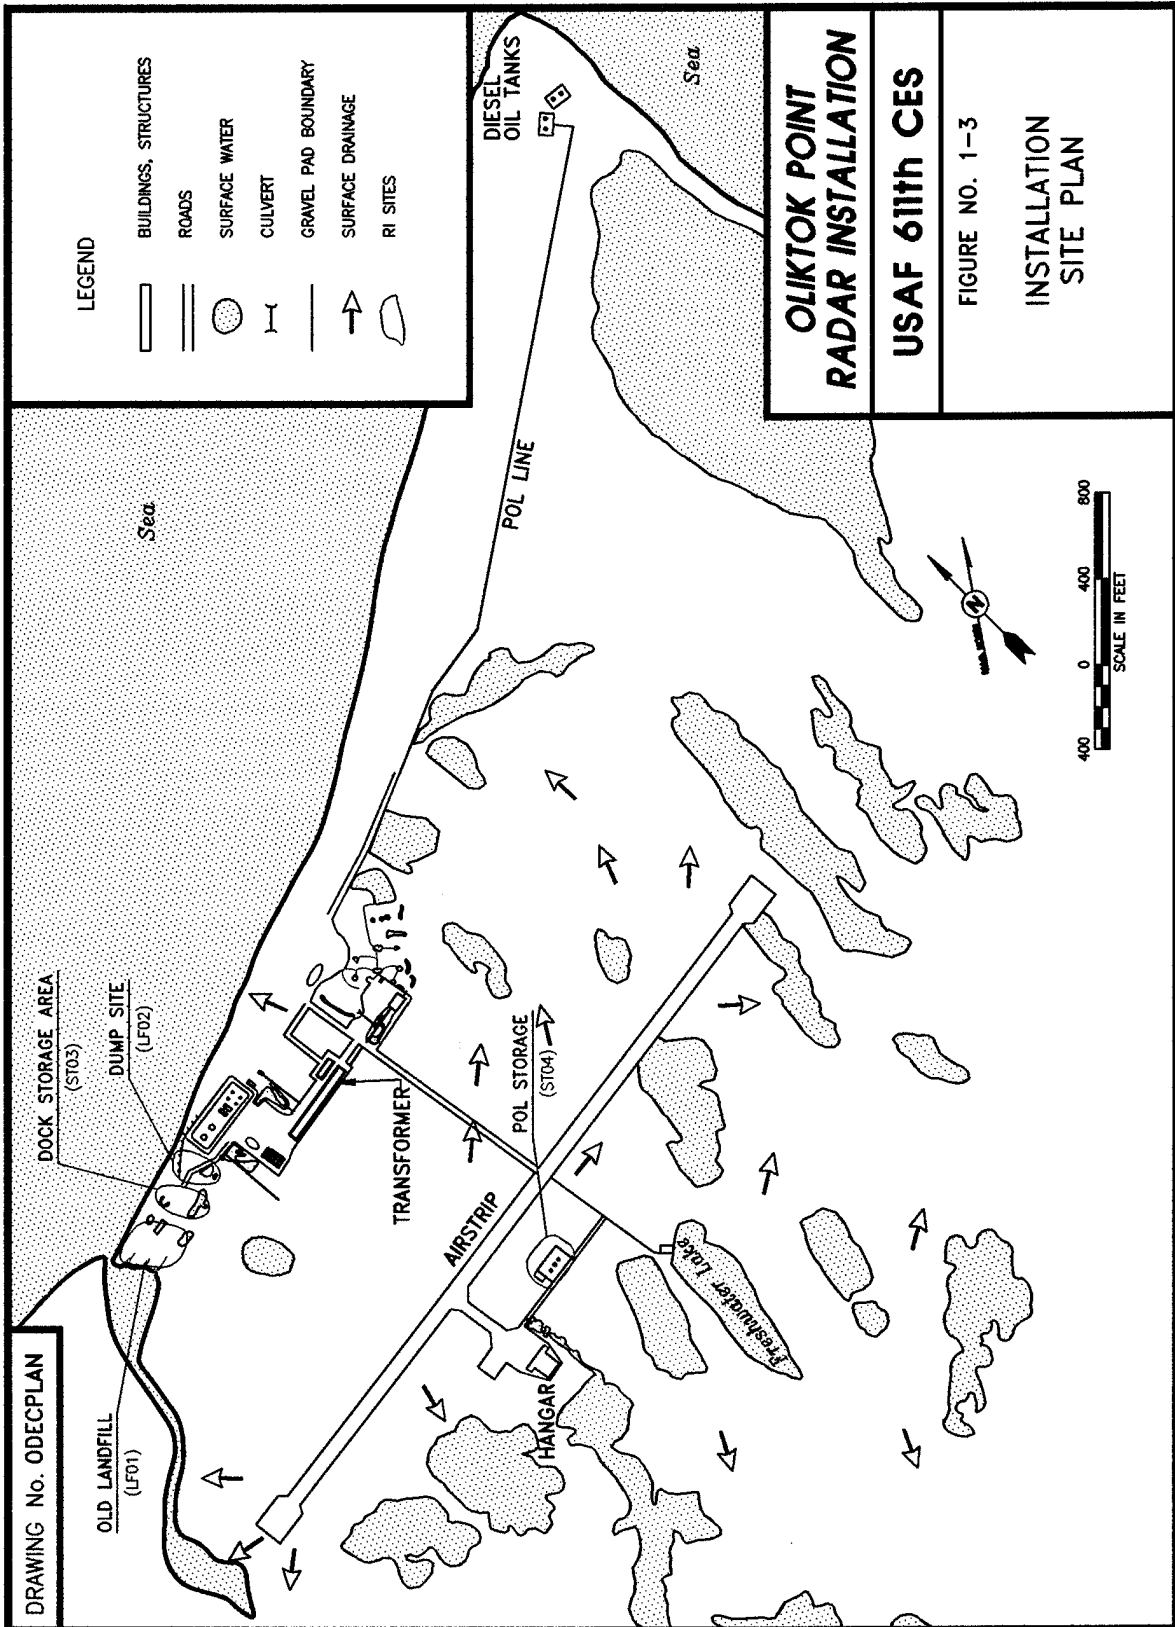 DRAWING No. ODECPLAN
OLD LANDFILL
(LF01)
DOCK STORAGE AREA
(ST03)
DUMP SITE
(LF02)
Sea
LEGEND
BUILDINGS, STRUCTURES
ROADS
SURFACE WATER
CULVERT
GRAVEL PAD BOUNDARY
SURFACE DRAINAGE
RI SITES
TRANSFORMER
AIRSTRIP
POL STORAGE
(ST04)
HANGAR
Freshwater Lake
POL LINE
DIESEL
OIL TANKS
Sea
N
400 0 400 800
SCALE IN FEET
OLIKTOK POINT
RADAR INSTALLATION
USAF 611th CES
FIGURE NO. 1-3
INSTALLATION
SITE PLAN